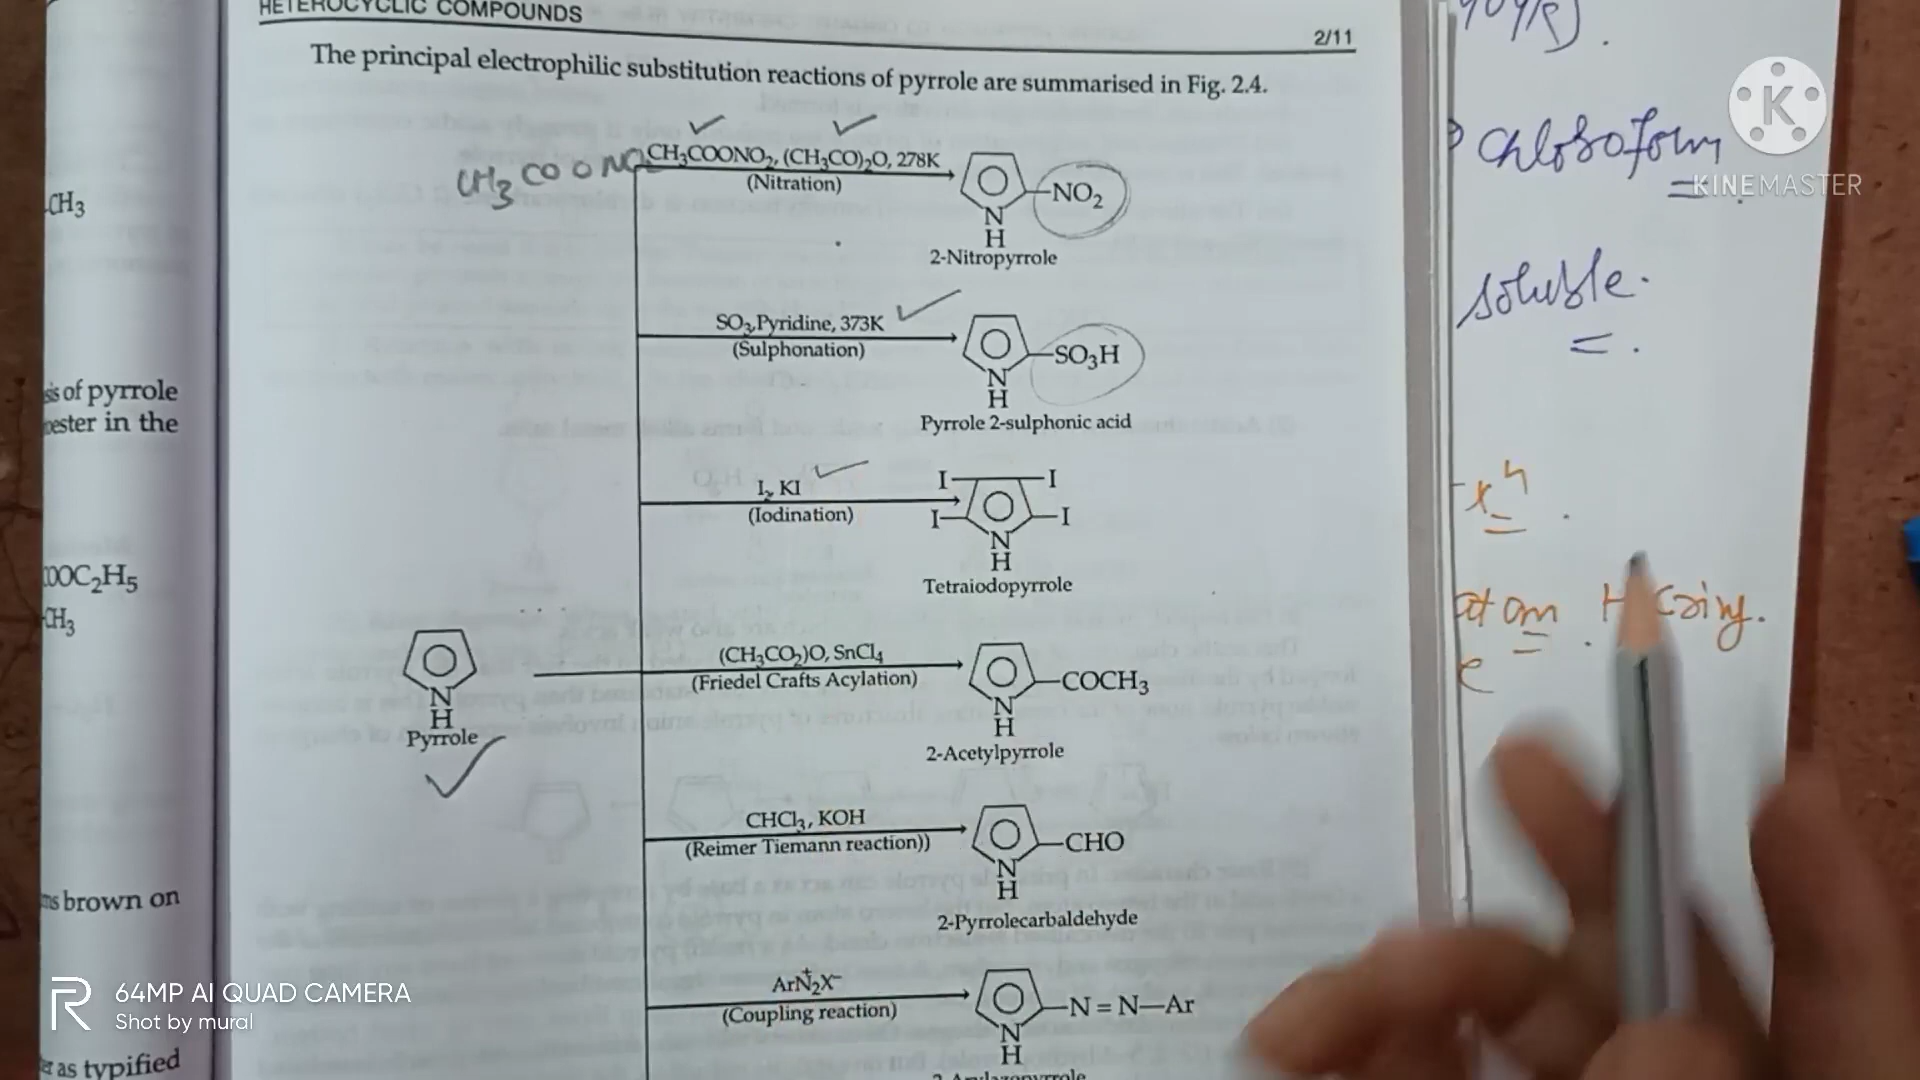 HETEROCYCLIC COMPOUNDS
2/11
The principal electrophilic substitution reactions of pyrrole are summarised in Fig. 2.4.
CH3COONO2
CH3COONO2, (CH3CO)2O, 278K
(Nitration)
NO2
N
H
2-Nitropyrrole
SO3, Pyridine, 373K
(Sulphonation)
SO3H
N
H
Pyrrole 2-sulphonic acid
I2, KI
(Iodination)
I I
I I
N
H
Tetraiodopyrrole
N
H
Pyrrole
(CH3CO2)O, SnCl4
(Friedel Crafts Acylation)
COCH3
N
H
2-Acetylpyrrole
CHCl3, KOH
(Reimer Tiemann reaction))
CHO
N
H
2-Pyrrolecarbaldehyde
ArN2+X−
(Coupling reaction)
N = N—Ar
N
H
CH3
of pyrrole
ester in the
OOC2H5
CH3
brown on
as typified
Chloroform
soluble.
xn
atom
KINEMASTER
64MP AI QUAD CAMERA
Shot by mural